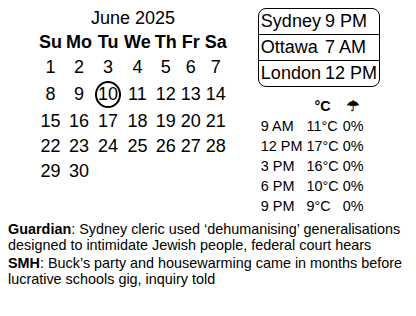 June 2025
Su Mo Tu We Th Fr Sa
1 2 3 4 5 6 7
8 9 10 11 12 13 14
15 16 17 18 19 20 21
22 23 24 25 26 27 28
29 30
Sydney 9 PM
Ottawa 7 AM
London 12 PM
°C ☂
9 AM 11°C 0%
12 PM 17°C 0%
3 PM 16°C 0%
6 PM 10°C 0%
9 PM 9°C 0%
Guardian: Sydney cleric used ‘dehumanising’ generalisations
designed to intimidate Jewish people, federal court hears
SMH: Buck’s party and housewarming came in months before
lucrative schools gig, inquiry told